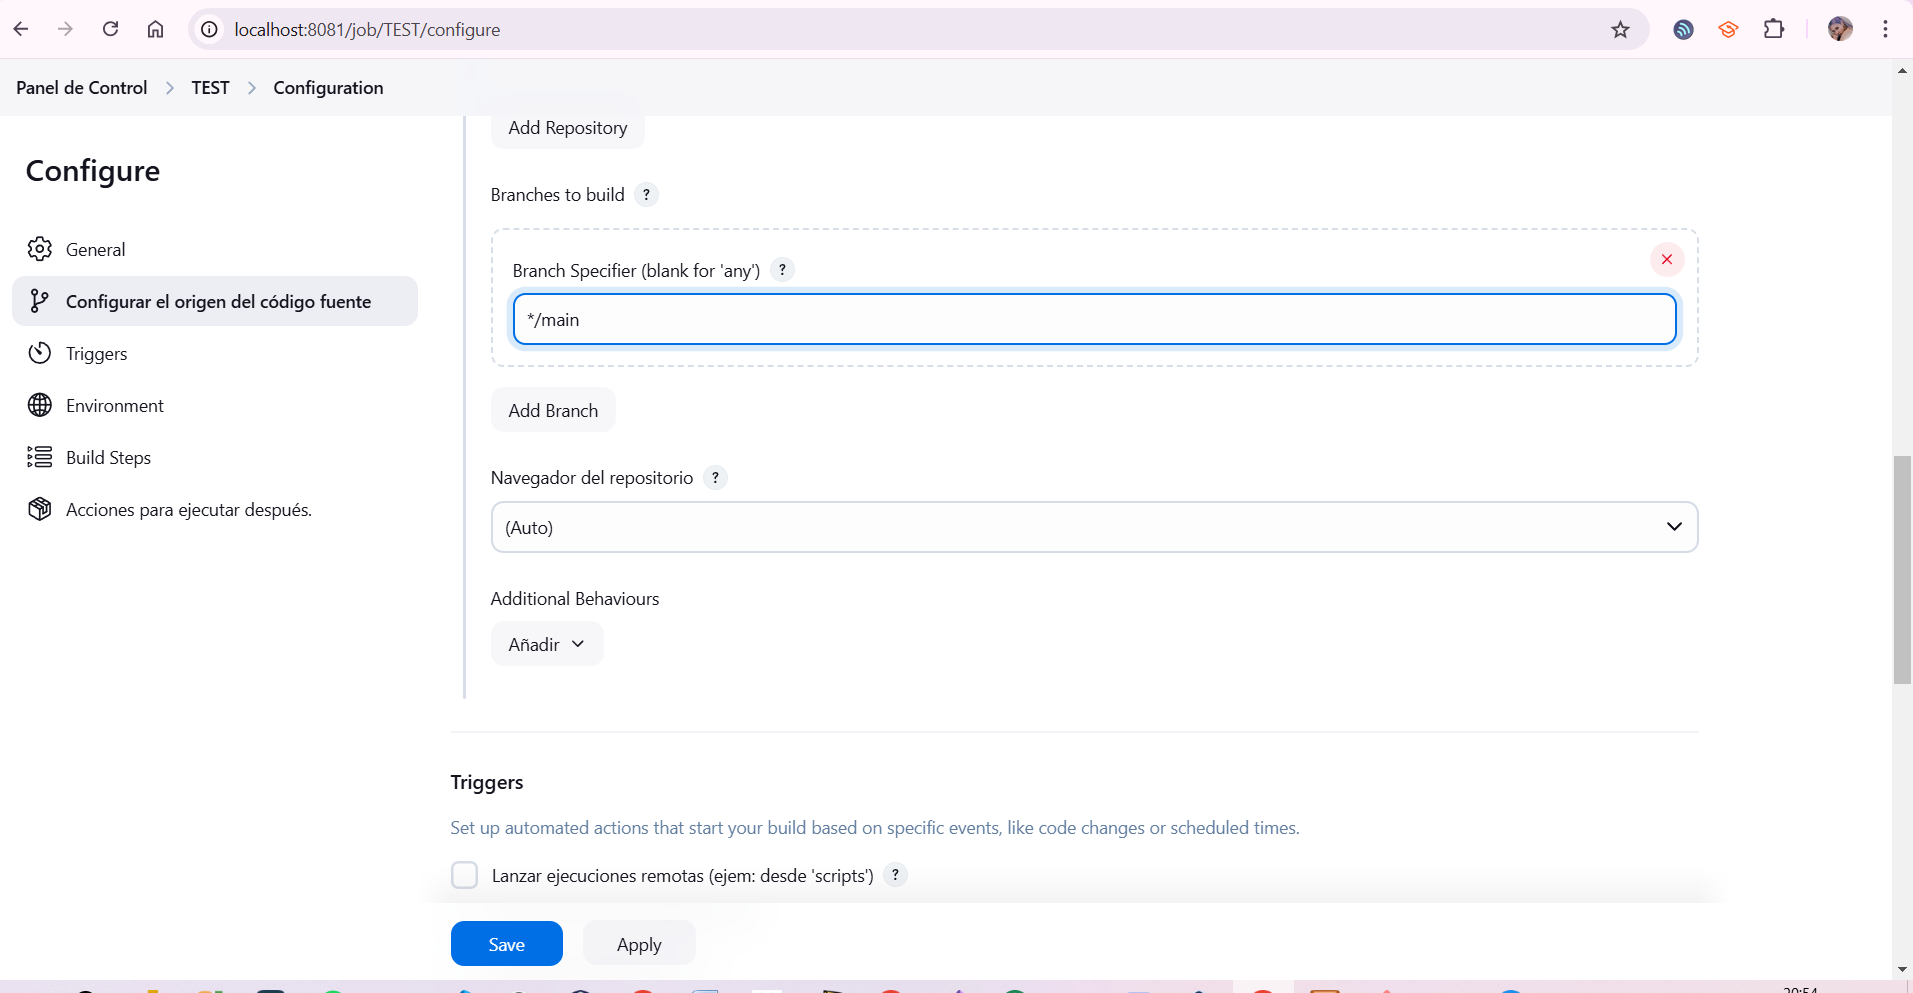 localhost:8081/job/TEST/configure
Panel de Control > TEST > Configuration
Configure
General
Configurar el origen del código fuente
Triggers
Environment
Build Steps
Acciones para ejecutar después.
Add Repository
Branches to build ?
Branch Specifier (blank for 'any') ?
*/main
Add Branch
Navegador del repositorio ?
(Auto)
Additional Behaviours
Añadir
Triggers
Set up automated actions that start your build based on specific events, like code changes or scheduled times.
Lanzar ejecuciones remotas (ejem: desde 'scripts') ?
Save
Apply